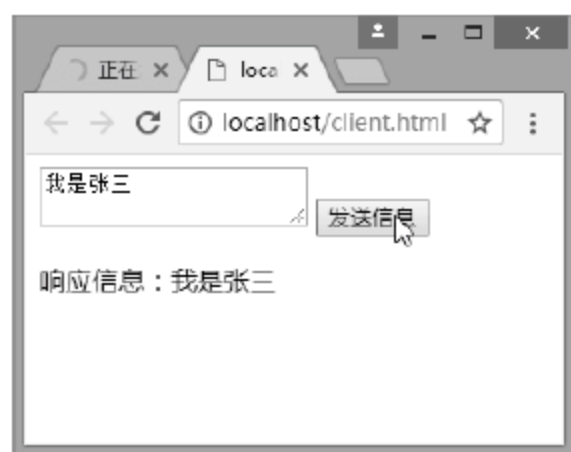 正在
loca
localhost/client.html
我是张三
发送信息
响应信息：我是张三